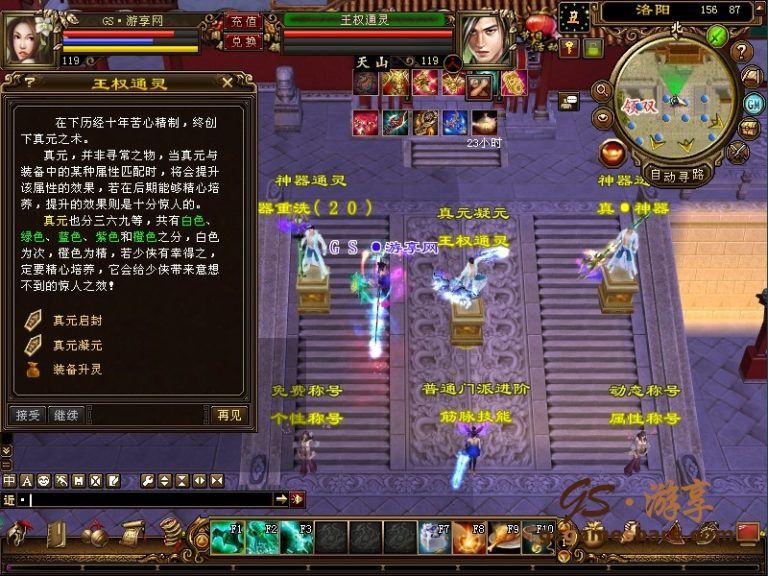 GS·游享网
119
充值
兑换
王权通灵
天山
119
丑
洛阳
156 87
北
GM
自动寻路
23小时
? 王权通灵 X
在下历经十年苦心精制，终创
下真元之术。
真元，并非寻常之物，当真元与
装备中的某种属性匹配时，将会提升
该属性的效果，若在后期能够精心培
养，提升的效果则是十分惊人的。
真元也分三六九等，共有白色、
绿色、蓝色、紫色和橙色之分，白色
为次，橙色为精，若少侠有幸得之，
定要精心培养，它会给少侠带来意想
不到的惊人之效！
真元启封
真元凝元
装备升灵
接受
继续
再见
神器通灵
器重洗(20)
真元凝元
王权通灵
真●神器
GS●游享网
免费称号
个性称号
普通门派进阶
筋脉技能
动态称号
属性称号
近
F1 F2 F3 F7 F8 F9 F10
GS·游享